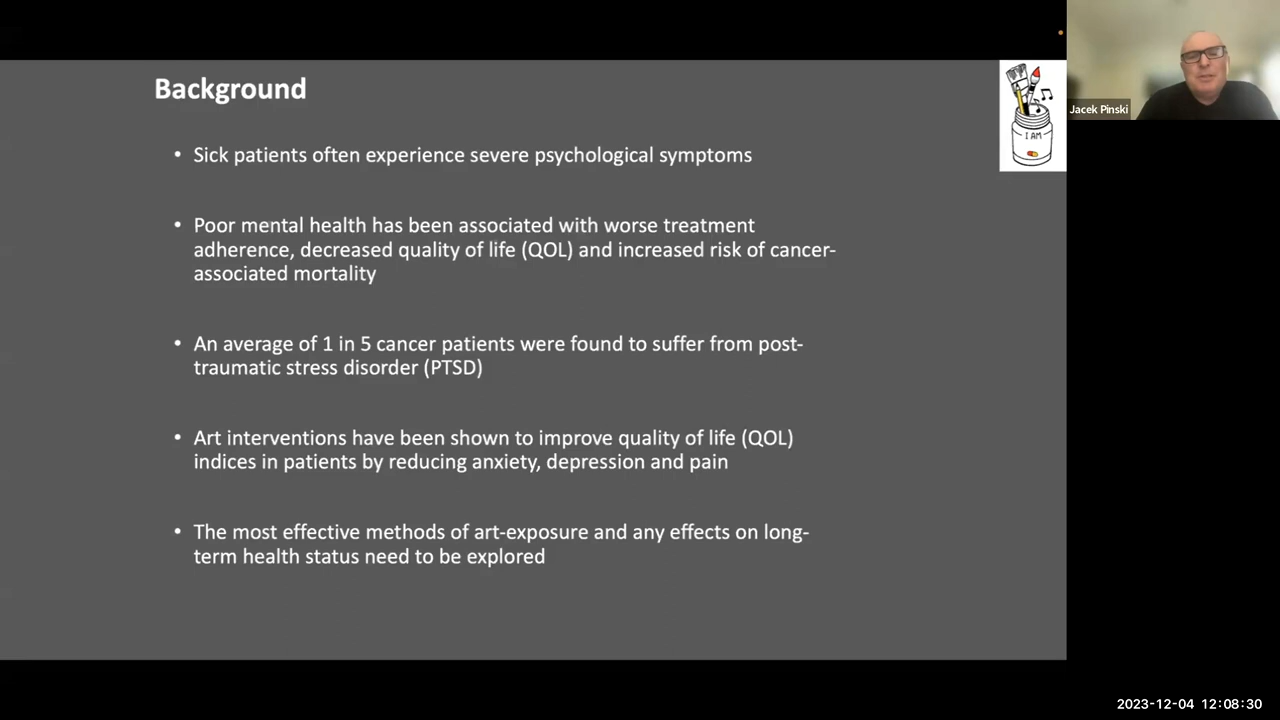 Background
• Sick patients often experience severe psychological symptoms
• Poor mental health has been associated with worse treatment
adherence, decreased quality of life (QOL) and increased risk of cancer-
associated mortality
• An average of 1 in 5 cancer patients were found to suffer from post-
traumatic stress disorder (PTSD)
• Art interventions have been shown to improve quality of life (QOL)
indices in patients by reducing anxiety, depression and pain
• The most effective methods of art-exposure and any effects on long-
term health status need to be explored
I AM
Jacek Pinski
2023-12-04 12:08:30